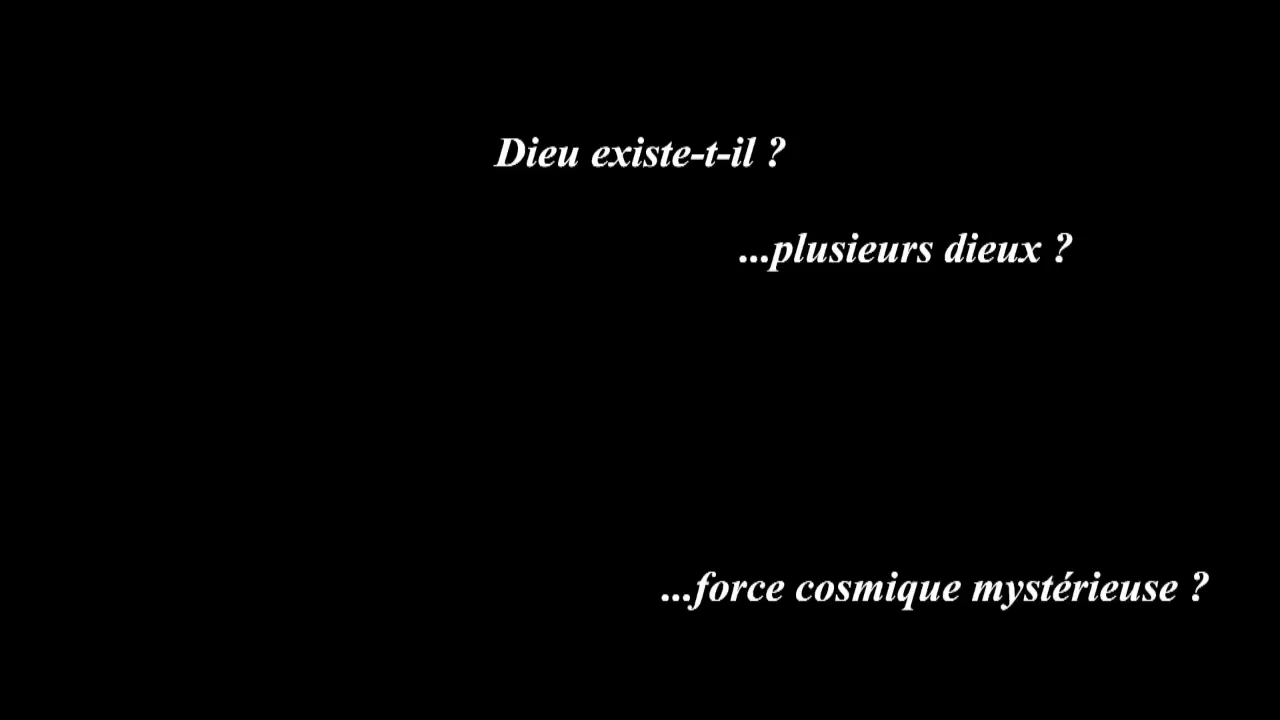 Dieu existe-t-il ?
...plusieurs dieux ?
...force cosmique mystérieuse ?